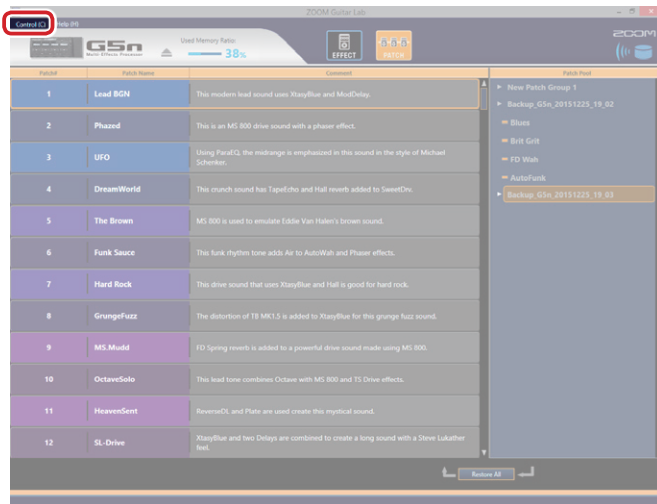 ZOOM Guitar Lab
Control (C) Help (H)
ZOOM
G5n
Multi Effects Processor
Used Memory Ratio
38%
EFFECT
PATCH
Patch# Patch Name Comment Patch Pool
1 Lead BGN This modern lead sound uses XtasyBlue and ModDelay.
2 Phazed This is an MS 800 drive sound with a phaser effect.
3 UFO Using ParaEQ, the midrange is emphasized in this sound in the style of Michael
Schenker.
4 DreamWorld This crunch sound has TapeEcho and Hall reverb added to SweetDrv.
5 The Brown MS 800 is used to emulate Eddie Van Halen's brown sound.
6 Funk Sauce This funk rhythm tone adds Air to AutoWah and Phaser effects.
7 Hard Rock This drive sound that uses XtasyBlue and Hall is good for hard rock.
8 GrungeFuzz The distortion of TB MK1.5 is added to XtasyBlue for this grunge fuzz sound.
9 MS.Mudd FD Spring reverb is added to a powerful drive sound made using MS 800.
10 OctaveSolo This lead tone combines Octave with MS 800 and TS Drive effects.
11 HeavenSent ReverseDL and Plate are used create this mystical sound.
12 SL-Drive XtasyBlue and two Delays are combined to create a long sound with a Steve Lukather
feel.
New Patch Group 1
Backup_G5n_20151225_19_02
Blues
Brit Grit
FD Wah
AutoFunk
Backup_G5n_20151225_19_03
Restore All